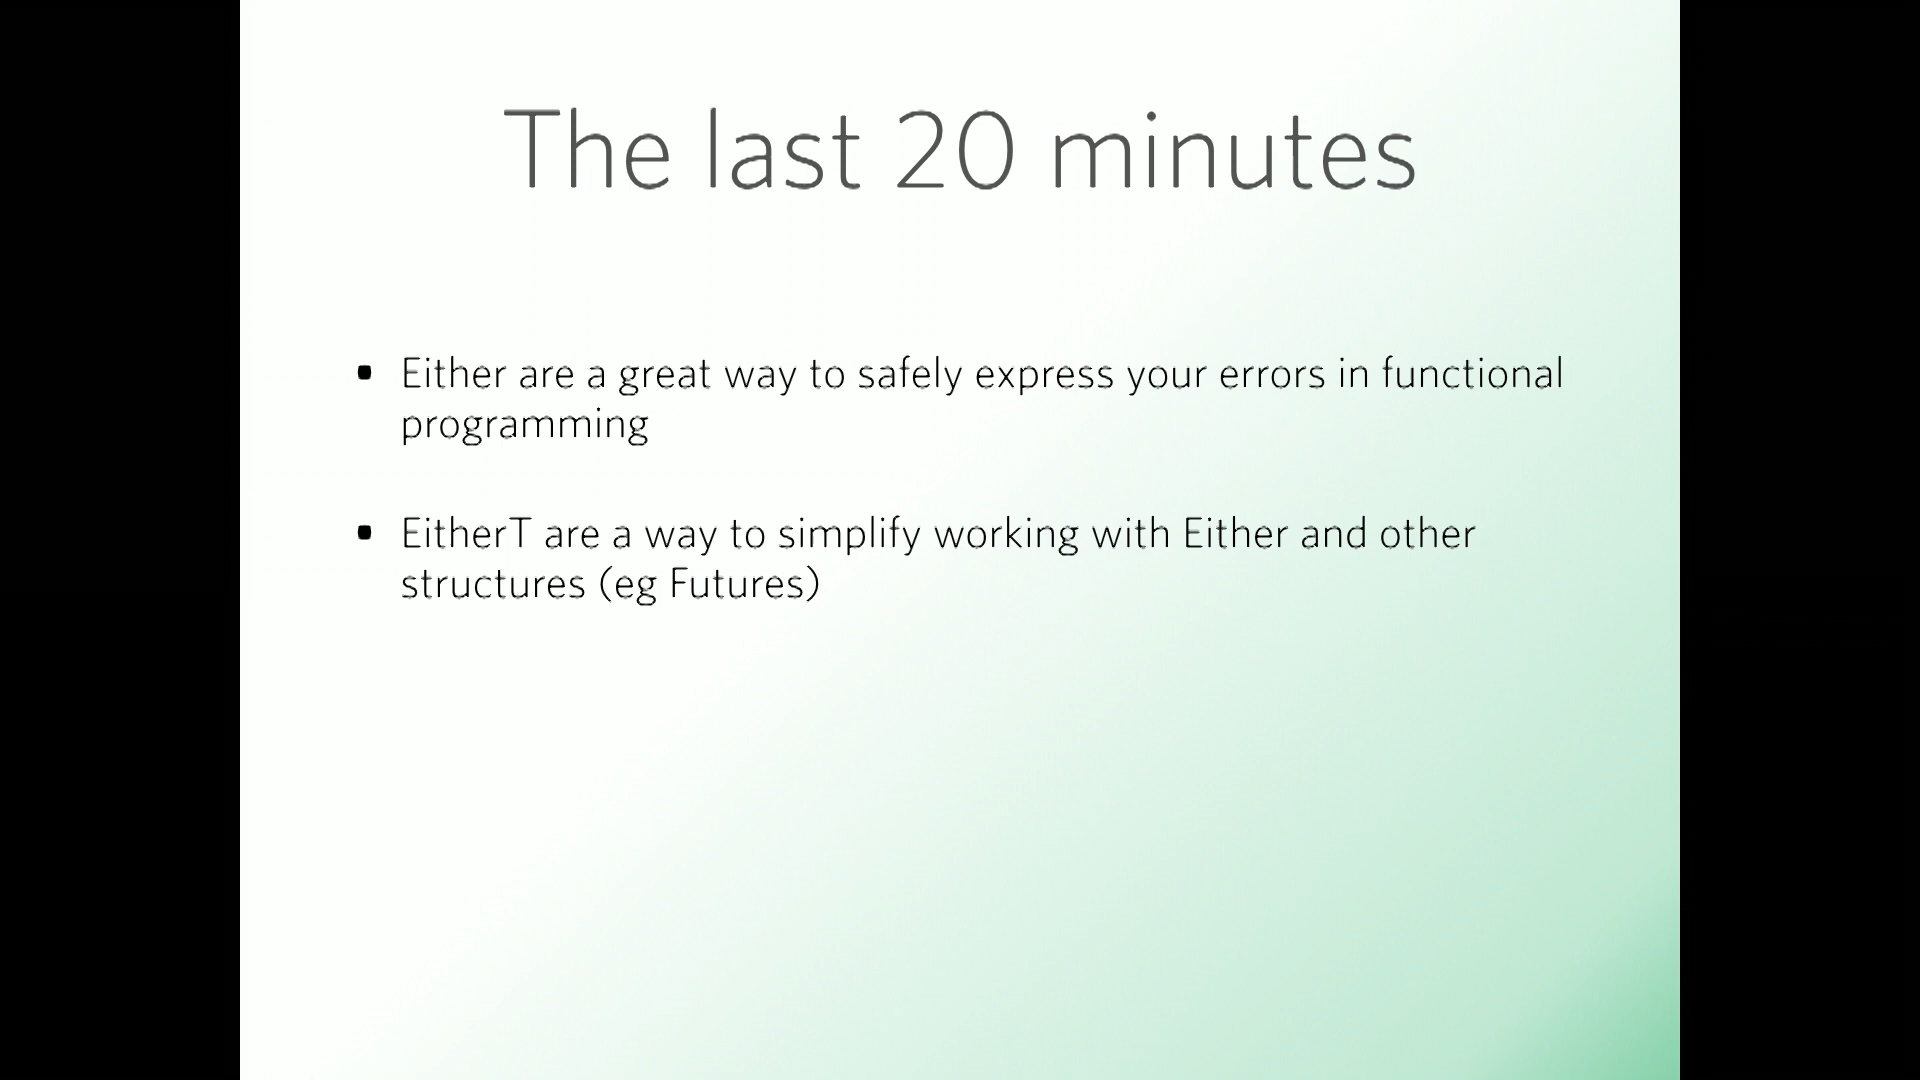 The last 20 minutes
▪ Either are a great way to safely express your errors in functional
programming
▪ EitherT are a way to simplify working with Either and other
structures (eg Futures)